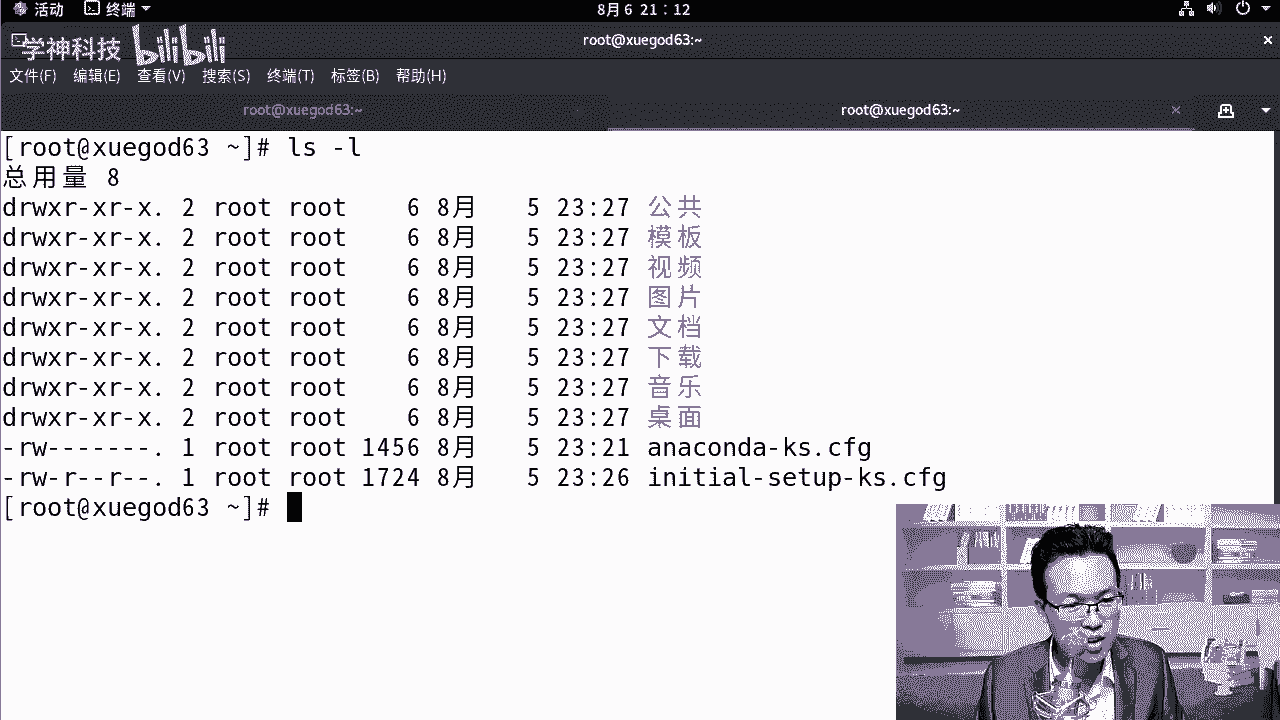 活动 终端 8月6 21：12
学神科技 bilibili
root@xuegod63:~
文件(F) 编辑(E) 查看(V) 搜索(S) 终端(T) 标签(B) 帮助(H)
root@xuegod63:~ root@xuegod63:~
[root@xuegod63 ~]# ls -l
总用量 8
drwxr-xr-x. 2 root root    6 8月   5 23:27 公共
drwxr-xr-x. 2 root root    6 8月   5 23:27 模板
drwxr-xr-x. 2 root root    6 8月   5 23:27 视频
drwxr-xr-x. 2 root root    6 8月   5 23:27 图片
drwxr-xr-x. 2 root root    6 8月   5 23:27 文档
drwxr-xr-x. 2 root root    6 8月   5 23:27 下载
drwxr-xr-x. 2 root root    6 8月   5 23:27 音乐
drwxr-xr-x. 2 root root    6 8月   5 23:27 桌面
-rw-------. 1 root root 1456 8月   5 23:21 anaconda-ks.cfg
-rw-r--r--. 1 root root 1724 8月   5 23:26 initial-setup-ks.cfg
[root@xuegod63 ~]#